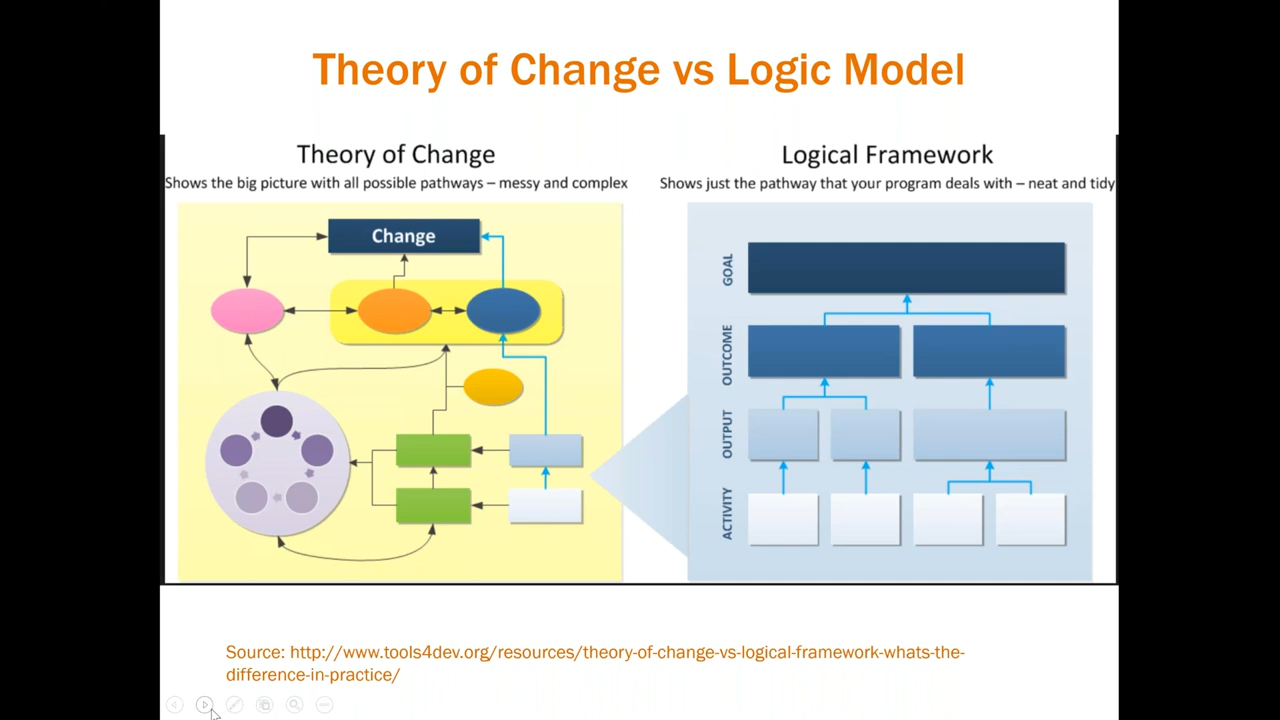 Theory of Change vs Logic Model
Theory of Change
Shows the big picture with all possible pathways – messy and complex
Change
Logical Framework
Shows just the pathway that your program deals with – neat and tidy
GOAL
OUTCOME
OUTPUT
ACTIVITY
Source: http://www.tools4dev.org/resources/theory-of-change-vs-logical-framework-whats-the-
difference-in-practice/